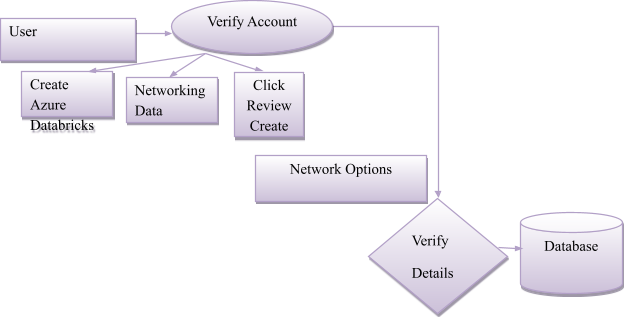 User
Verify Account
Create
Azure
Databricks
Networking
Data
Click
Review
Create
Network Options
Verify
Details
Database